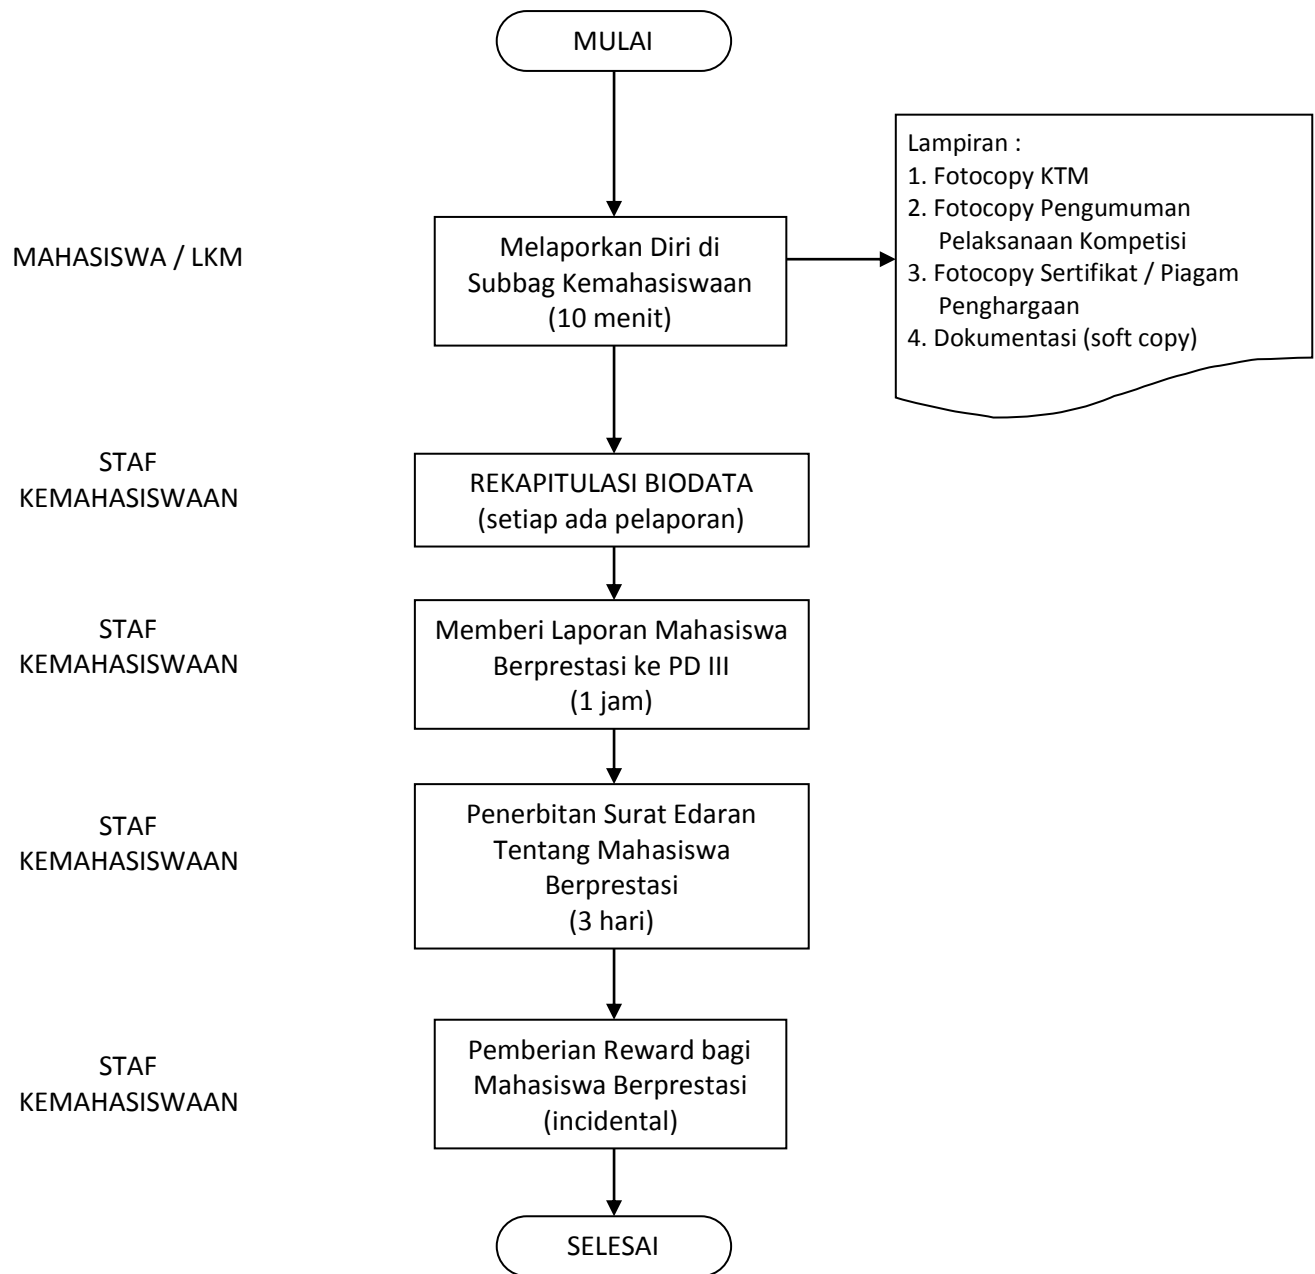 MULAI
Lampiran :
1. Fotocopy KTM
2. Fotocopy Pengumuman
Pelaksanaan Kompetisi
3. Fotocopy Sertifikat / Piagam
Penghargaan
4. Dokumentasi (soft copy)
MAHASISWA / LKM
Melaporkan Diri di
Subbag Kemahasiswaan
(10 menit)
STAF
KEMAHASISWAAN
REKAPITULASI BIODATA
(setiap ada pelaporan)
STAF
KEMAHASISWAAN
Memberi Laporan Mahasiswa
Berprestasi ke PD III
(1 jam)
STAF
KEMAHASISWAAN
Penerbitan Surat Edaran
Tentang Mahasiswa
Berprestasi
(3 hari)
STAF
KEMAHASISWAAN
Pemberian Reward bagi
Mahasiswa Berprestasi
(incidental)
SELESAI